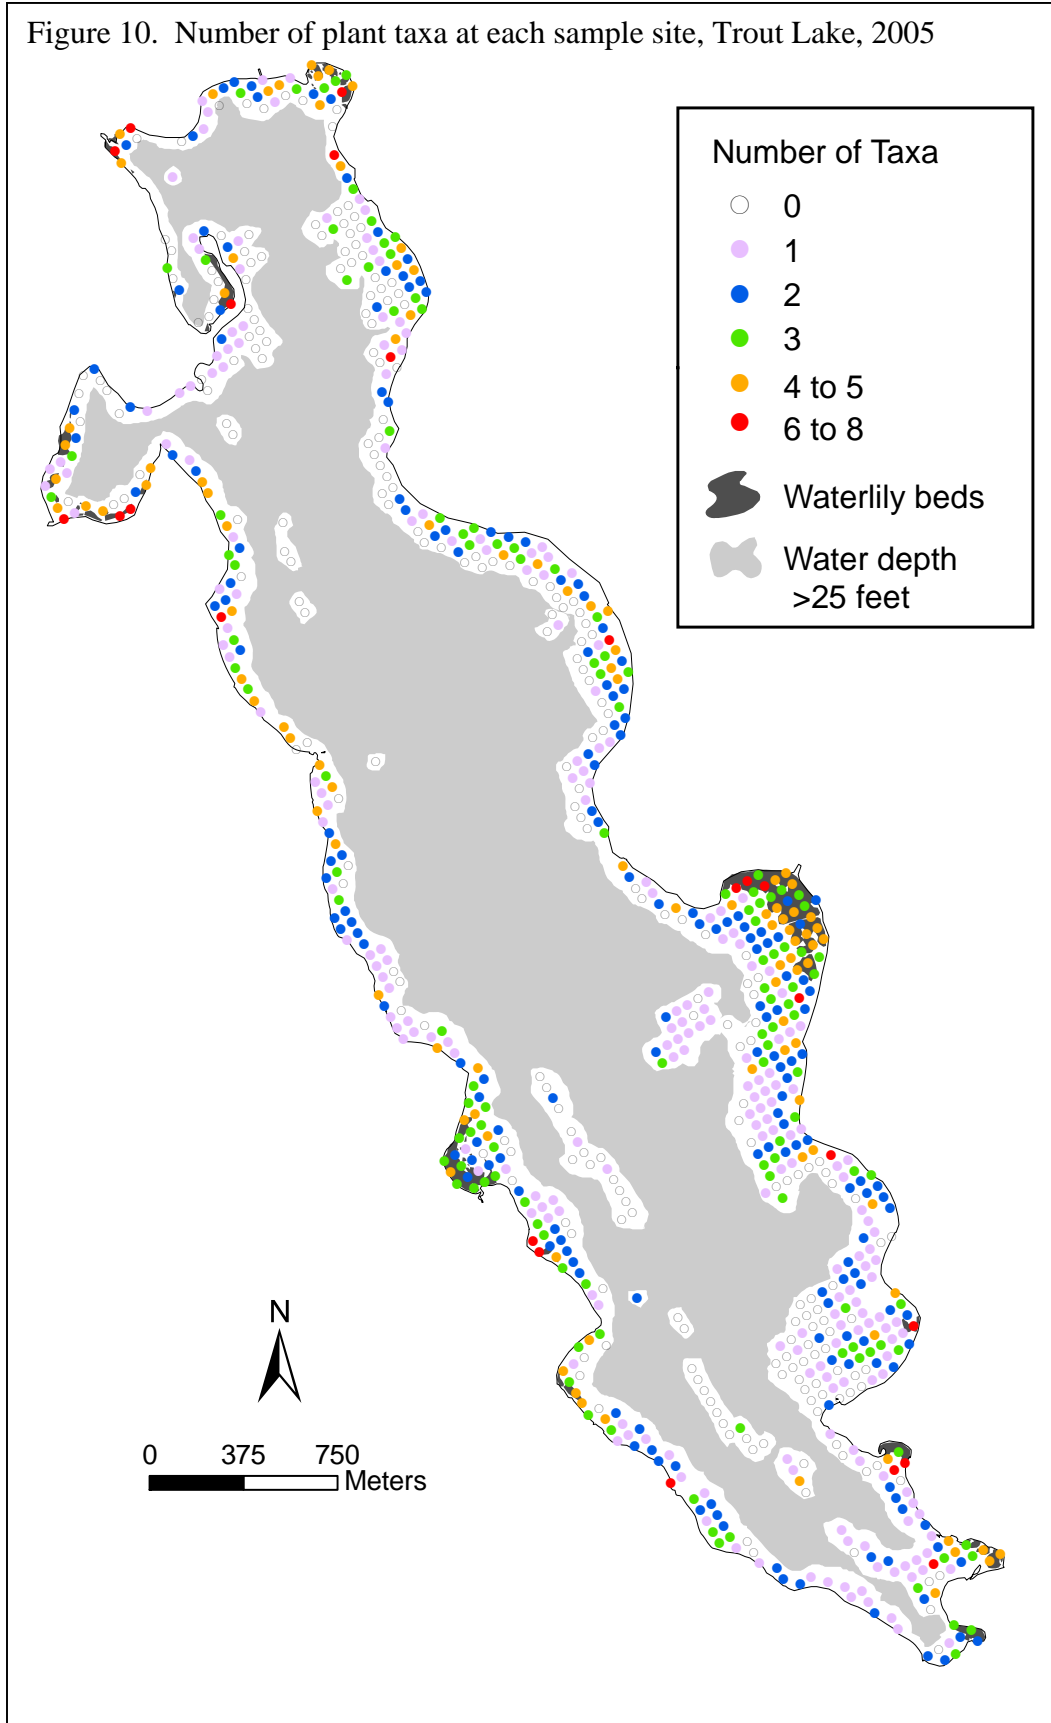 Figure 10. Number of plant taxa at each sample site, Trout Lake, 2005
Number of Taxa
0
1
2
3
4 to 5
6 to 8
Waterlily beds
Water depth
>25 feet
N
0 375 750
Meters